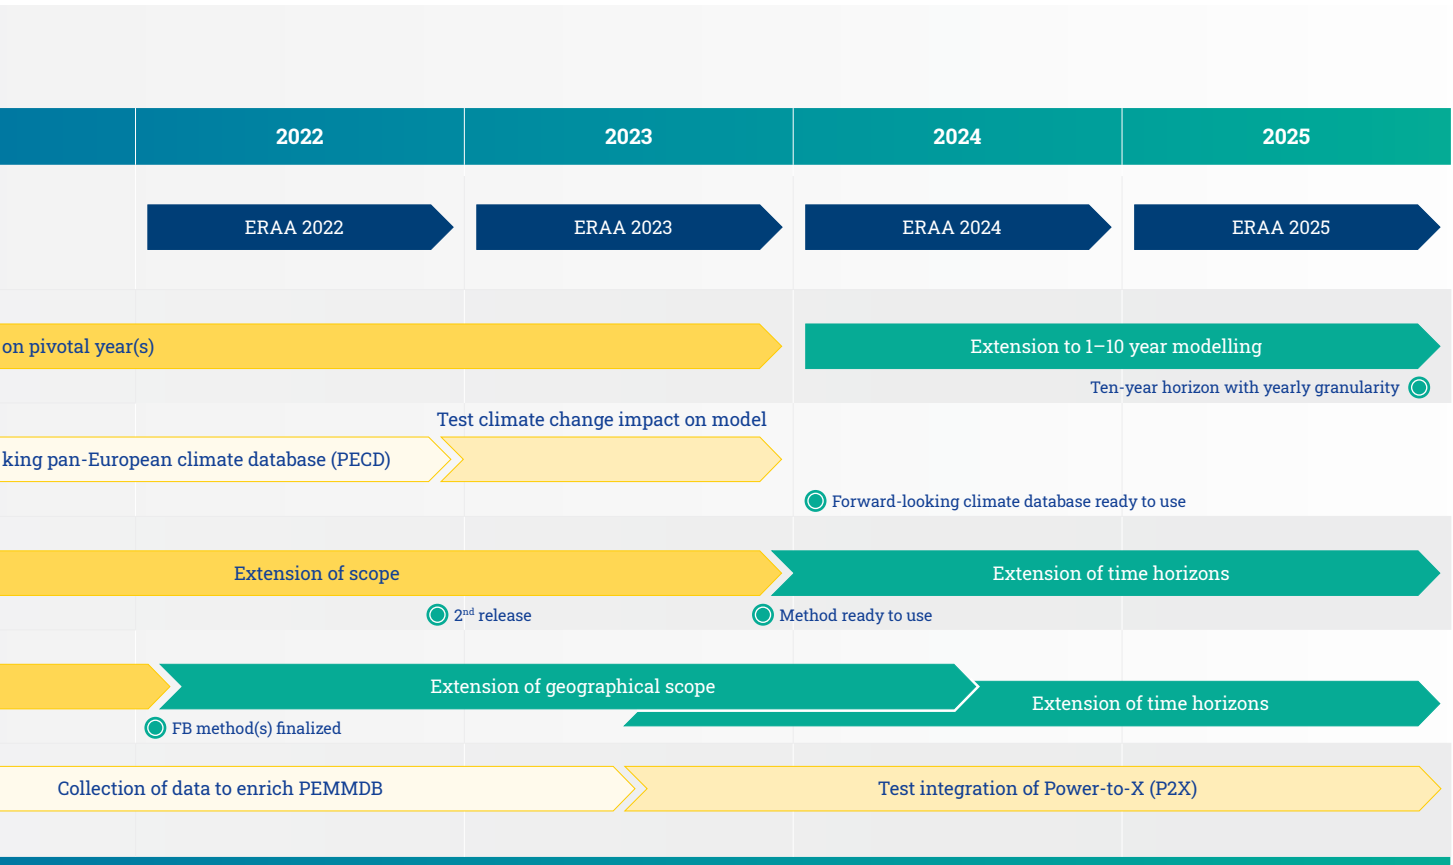 2022
2023
2024
2025
ERAA 2022
ERAA 2023
ERAA 2024
ERAA 2025
on pivotal year(s)
Extension to 1–10 year modelling
Ten-year horizon with yearly granularity
Test climate change impact on model
king pan-European climate database (PECD)
Forward-looking climate database ready to use
Extension of scope
Extension of time horizons
2nd release
Method ready to use
Extension of geographical scope
Extension of time horizons
FB method(s) finalized
Collection of data to enrich PEMMDB
Test integration of Power-to-X (P2X)